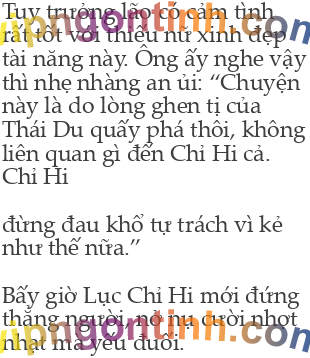 Tuy trưởng lão có cảm tình
rất tốt với thiếu nữ xinh đẹp
tài năng này. Ông ấy nghe vậy
thì nhẹ nhàng an ủi: “Chuyện
này là do lòng ghen tị của
Thái Du quấy phá thôi, không
liên quan gì đến Chỉ Hi cả.
Chỉ Hi
đừng đau khổ tự trách vì kẻ
như thế nữa.”
Bấy giờ Lục Chỉ Hi mới đứng
thẳng người, nở nụ cười nhợt
nhạt mà yếu đuối.